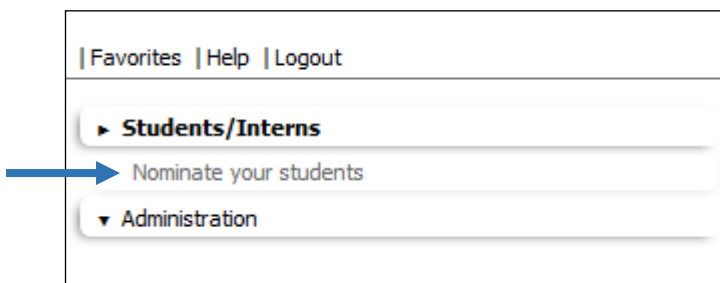 |Favorites |Help |Logout
▸ Students/Interns
Nominate your students
▾ Administration